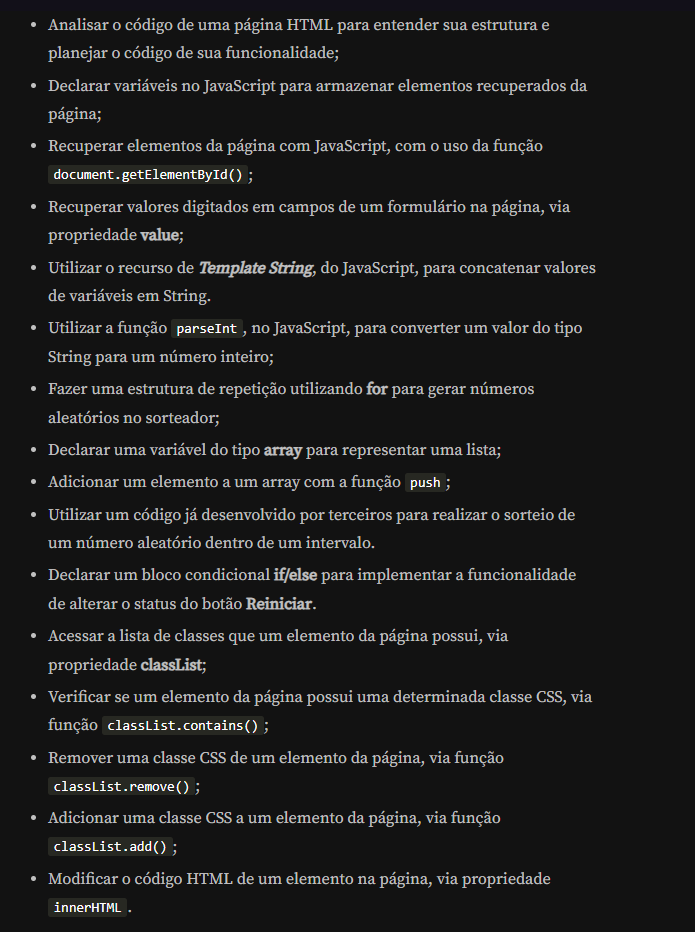 • Analisar o código de uma página HTML para entender sua estrutura e
planejar o código de sua funcionalidade;
• Declarar variáveis no JavaScript para armazenar elementos recuperados da
página;
• Recuperar elementos da página com JavaScript, com o uso da função
document.getElementById() ;
• Recuperar valores digitados em campos de um formulário na página, via
propriedade value;
• Utilizar o recurso de Template String, do JavaScript, para concatenar valores
de variáveis em String.
• Utilizar a função parseInt , no JavaScript, para converter um valor do tipo
String para um número inteiro;
• Fazer uma estrutura de repetição utilizando for para gerar números
aleatórios no sorteador;
• Declarar uma variável do tipo array para representar uma lista;
• Adicionar um elemento a um array com a função push ;
• Utilizar um código já desenvolvido por terceiros para realizar o sorteio de
um número aleatório dentro de um intervalo.
• Declarar um bloco condicional if/else para implementar a funcionalidade
de alterar o status do botão Reiniciar.
• Acessar a lista de classes que um elemento da página possui, via
propriedade classList;
• Verificar se um elemento da página possui uma determinada classe CSS, via
função classList.contains() ;
• Remover uma classe CSS de um elemento da página, via função
classList.remove() ;
• Adicionar uma classe CSS a um elemento da página, via função
classList.add() ;
• Modificar o código HTML de um elemento na página, via propriedade
innerHTML .